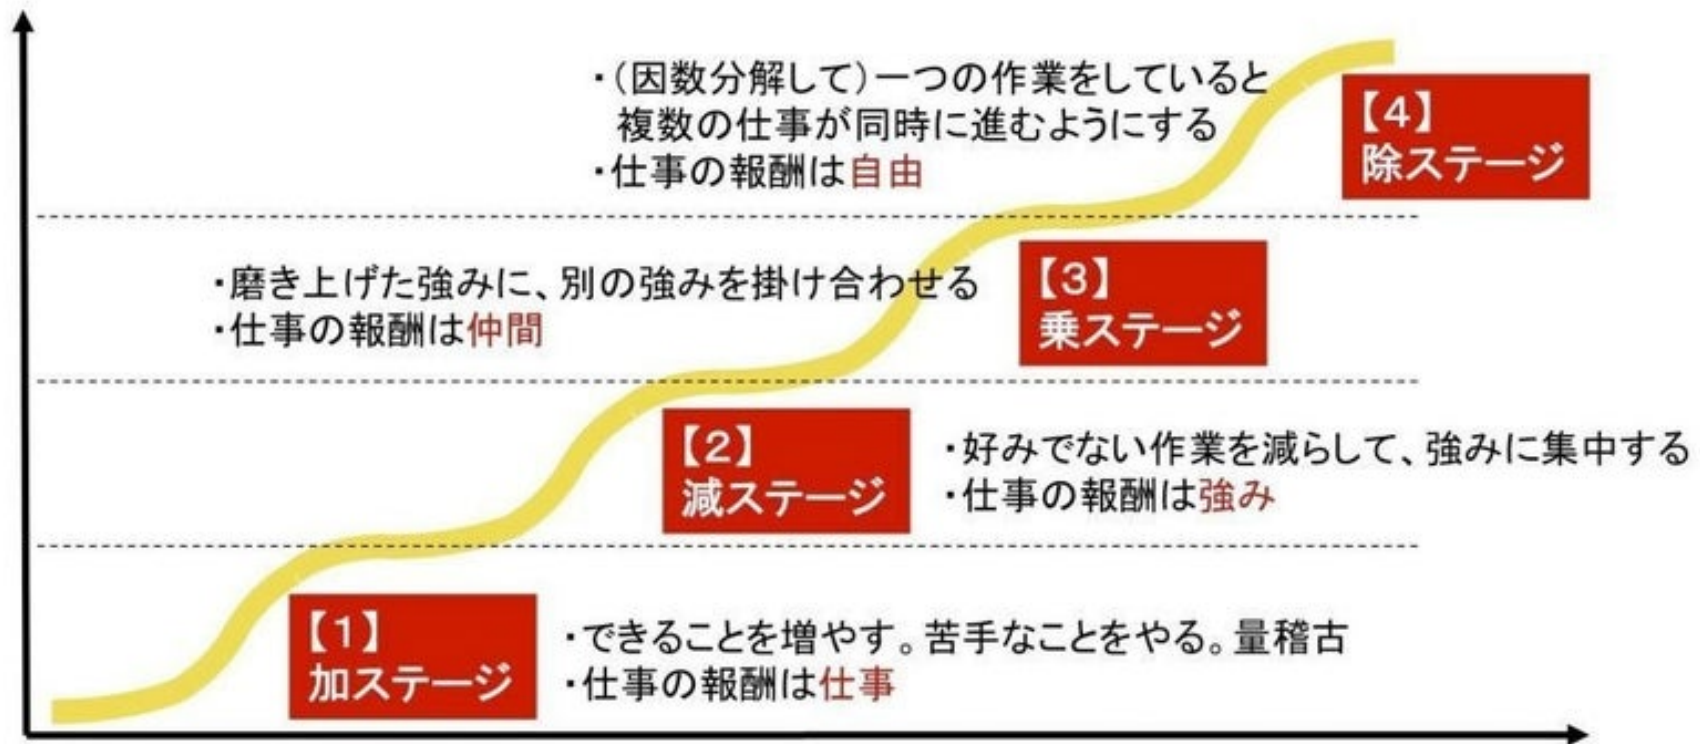 ・(因数分解して)一つの作業をしていると
複数の仕事が同時に進むようにする
・仕事の報酬は自由
【4】
除ステージ
・磨き上げた強みに、別の強みを掛け合わせる
・仕事の報酬は仲間
【3】
乗ステージ
【2】
減ステージ
・好みでない作業を減らして、強みに集中する
・仕事の報酬は強み
【1】
加ステージ
・できることを増やす。苦手なことをやる。量稽古
・仕事の報酬は仕事